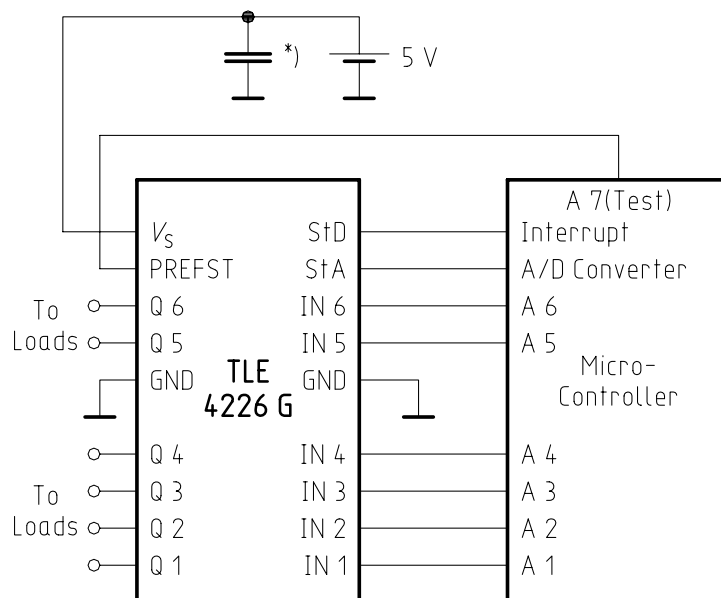 *)
5 V
A 7(Test)
VS
StD
Interrupt
PREFST
StA
A/D Converter
To
Loads
Q 6
IN 6
A 6
Q 5
IN 5
A 5
GND
TLE
4226 G
GND
Micro-
Controller
Q 4
IN 4
A 4
To
Loads
Q 3
IN 3
A 3
Q 2
IN 2
A 2
Q 1
IN 1
A 1